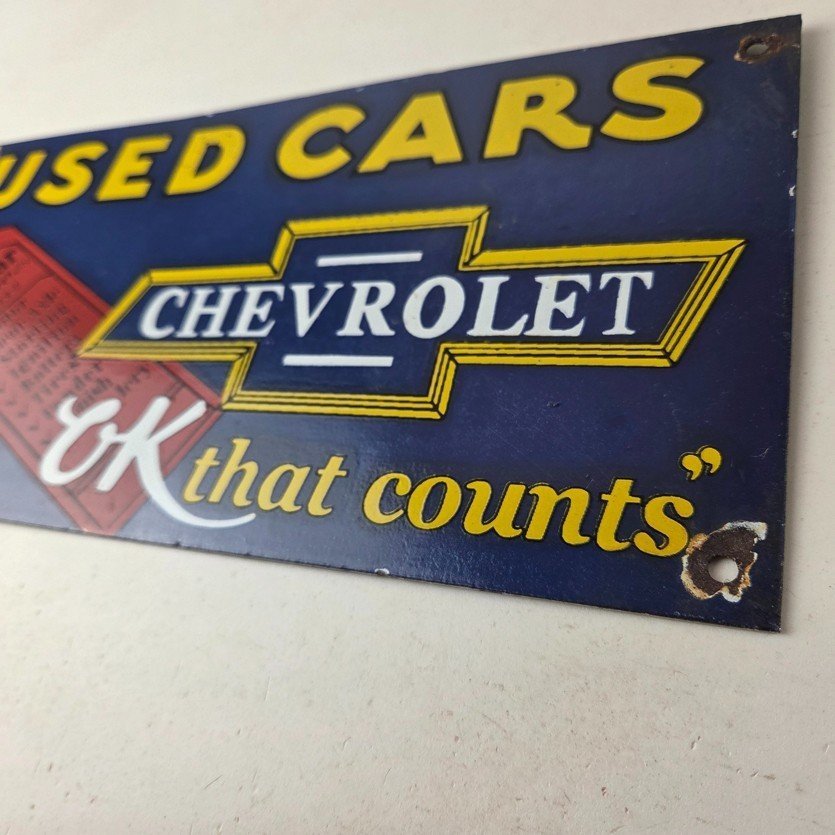 USED CARS
CHEVROLET
OK that counts”